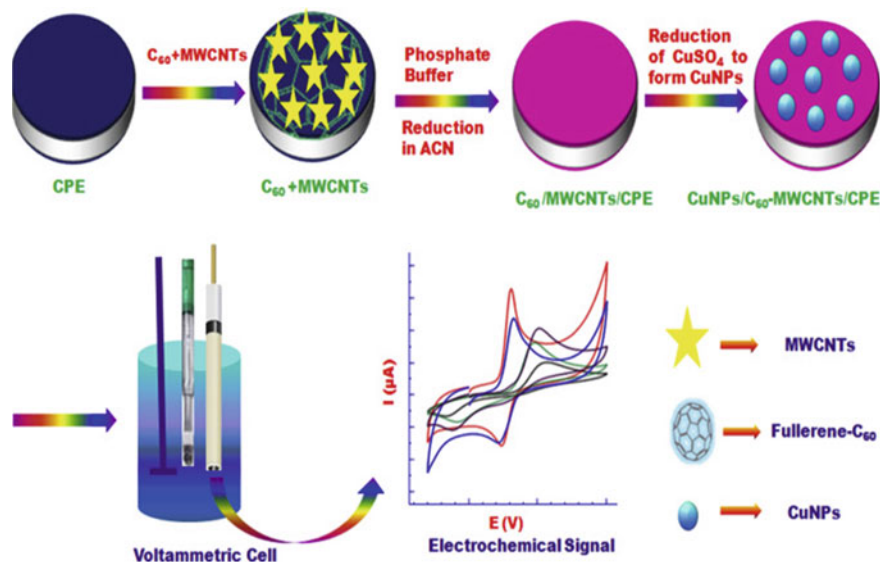 C₆₀+MWCNTs
Phosphate
Buffer
Reduction
in ACN
Reduction
of CuSO₄ to
form CuNPs
CPE
C₆₀+MWCNTs
C₆₀/MWCNTs/CPE
CuNPs/C₆₀-MWCNTs/CPE
I (µA)
E (V)
Voltammetric Cell
Electrochemical Signal
MWCNTs
Fullerene-C₆₀
CuNPs